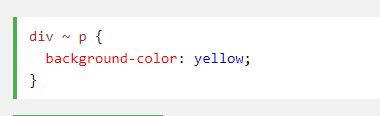 div ~ p {
  background-color: yellow;
}